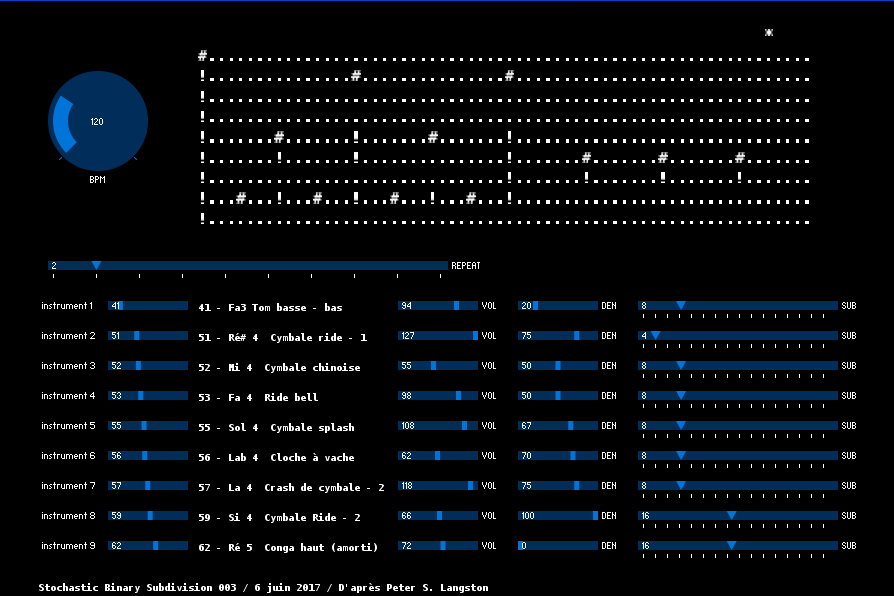 *
#...............................................................................
!...................#...................#.......................................
!...............................................................................
!...............................................................................
!.........#.........!.........#.........!.......................................
!.........!.........!...................!.........#.........#.........#.........
!.......................................!.........!.........!.........!.........
!....#....!....#....!....#....!....#....!.......................................
!...............................................................................
120
BPM
2 REPEAT
instrument 1 41 41 - Fa3 Tom basse - bas 94 VOL 20 DEN 8 SUB
instrument 2 51 51 - Ré# 4 Cymbale ride - 1 127 VOL 75 DEN 4 SUB
instrument 3 52 52 - Mi 4 Cymbale chinoise 55 VOL 50 DEN 8 SUB
instrument 4 53 53 - Fa 4 Ride bell 98 VOL 50 DEN 8 SUB
instrument 5 55 55 - Sol 4 Cymbale splash 108 VOL 67 DEN 8 SUB
instrument 6 56 56 - Lab 4 Cloche à vache 62 VOL 70 DEN 8 SUB
instrument 7 57 57 - La 4 Crash de cymbale - 2 118 VOL 75 DEN 8 SUB
instrument 8 59 59 - Si 4 Cymbale Ride - 2 66 VOL 100 DEN 16 SUB
instrument 9 62 62 - Ré 5 Conga haut (amorti) 72 VOL 0 DEN 16 SUB
Stochastic Binary Subdivision 003 / 6 juin 2017 / D'après Peter S. Langston